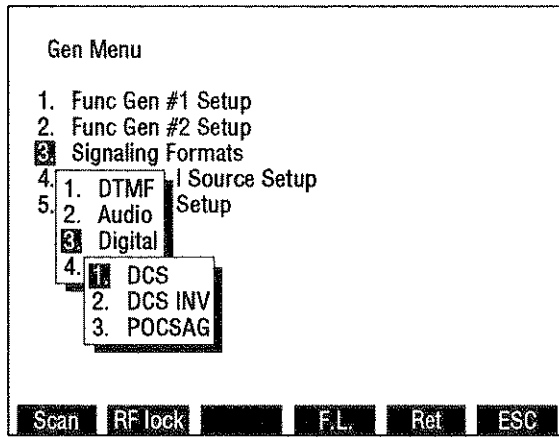 Gen Menu
1. Func Gen #1 Setup
2. Func Gen #2 Setup
3. Signaling Formats
4. l Source Setup
5. Setup
1. DTMF
2. Audio
3. Digital
4.
1. DCS
2. DCS INV
3. POCSAG
Scan RF lock F.L. Ret ESC